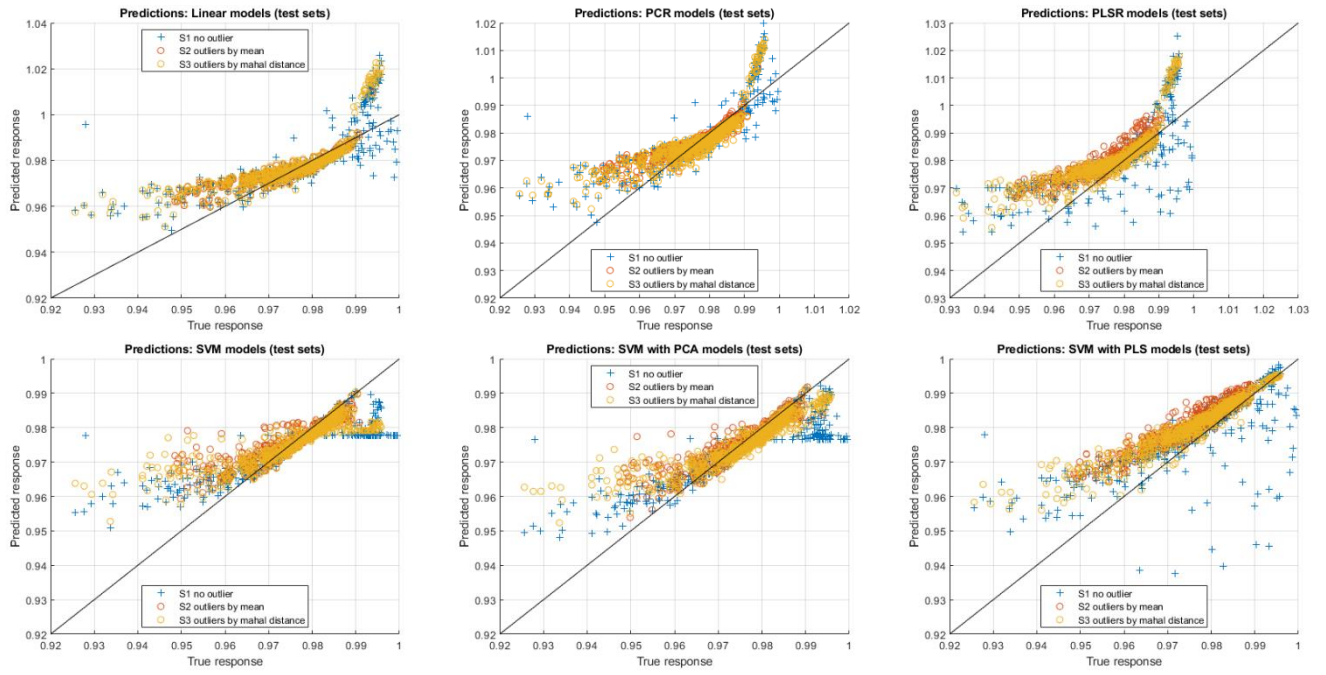 Predictions: Linear models (test sets)
1.04
1.02
1
0.98
0.96
0.94
0.92
Predicted response
S1 no outlier
S2 outliers by mean
S3 outliers by mahal distance
0.92 0.93 0.94 0.95 0.96 0.97 0.98 0.99 1
True response
Predictions: PCR models (test sets)
1.02
1.01
1
0.99
0.98
0.97
0.96
0.95
0.94
0.93
0.92
Predicted response
S1 no outlier
S2 outliers by mean
S3 outliers by mahal distance
0.92 0.93 0.94 0.95 0.96 0.97 0.98 0.99 1 1.01 1.02
True response
Predictions: PLSR models (test sets)
1.03
1.02
1.01
1
0.99
0.98
0.97
0.96
0.95
0.94
0.93
Predicted response
S1 no outlier
S2 outliers by mean
S3 outliers by mahal distance
0.93 0.94 0.95 0.96 0.97 0.98 0.99 1 1.01 1.02 1.03
True response
Predictions: SVM models (test sets)
1
0.99
0.98
0.97
0.96
0.95
0.94
0.93
0.92
Predicted response
S1 no outlier
S2 outliers by mean
S3 outliers by mahal distance
0.92 0.93 0.94 0.95 0.96 0.97 0.98 0.99 1
True response
Predictions: SVM with PCA models (test sets)
1
0.99
0.98
0.97
0.96
0.95
0.94
0.93
0.92
Predicted response
S1 no outlier
S2 outliers by mean
S3 outliers by mahal distance
0.92 0.93 0.94 0.95 0.96 0.97 0.98 0.99 1
True response
Predictions: SVM with PLS models (test sets)
1
0.99
0.98
0.97
0.96
0.95
0.94
0.93
0.92
Predicted response
S1 no outlier
S2 outliers by mean
S3 outliers by mahal distance
0.92 0.93 0.94 0.95 0.96 0.97 0.98 0.99 1
True response